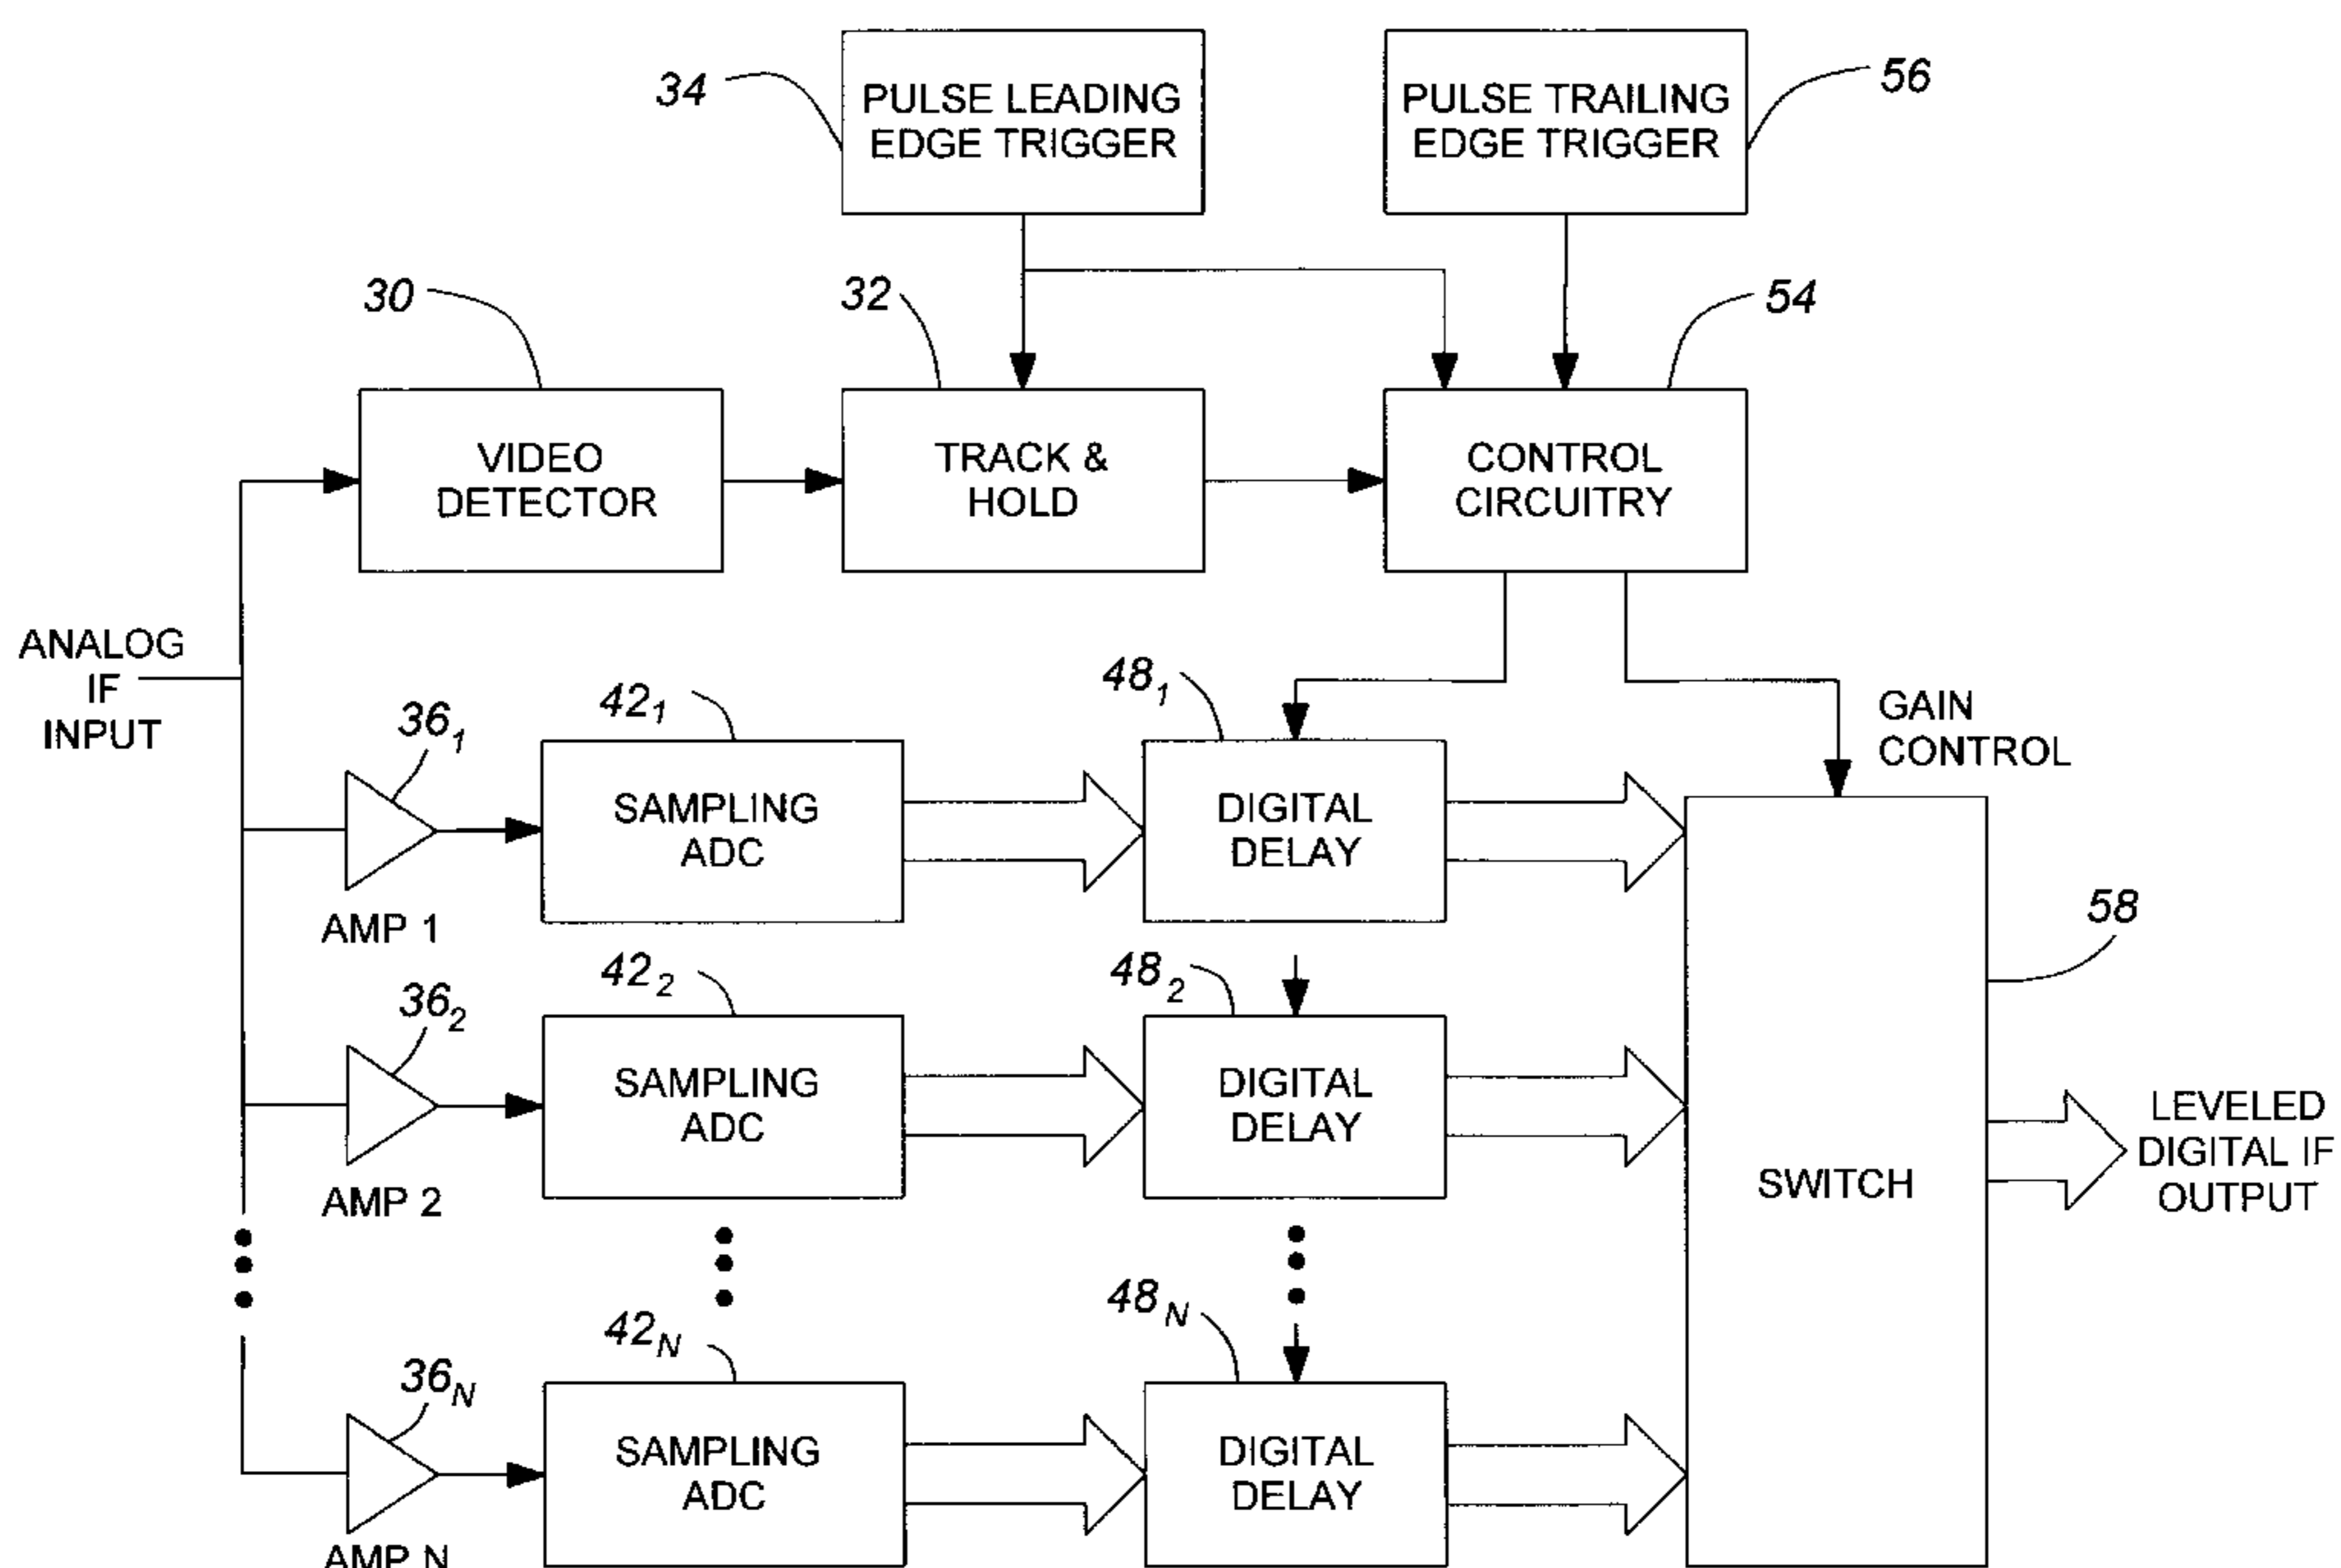 34
PULSE LEADING
EDGE TRIGGER
PULSE TRAILING
EDGE TRIGGER
56
30
32
54
VIDEO
DETECTOR
TRACK &
HOLD
CONTROL
CIRCUITRY
ANALOG
IF
INPUT
GAIN
CONTROL
36₁
42₁
48₁
SAMPLING
ADC
DIGITAL
DELAY
AMP 1
58
36₂
42₂
48₂
SAMPLING
ADC
DIGITAL
DELAY
AMP 2
SWITCH
LEVELED
DIGITAL IF
OUTPUT
36N
42N
48N
SAMPLING
ADC
DIGITAL
DELAY
AMP N